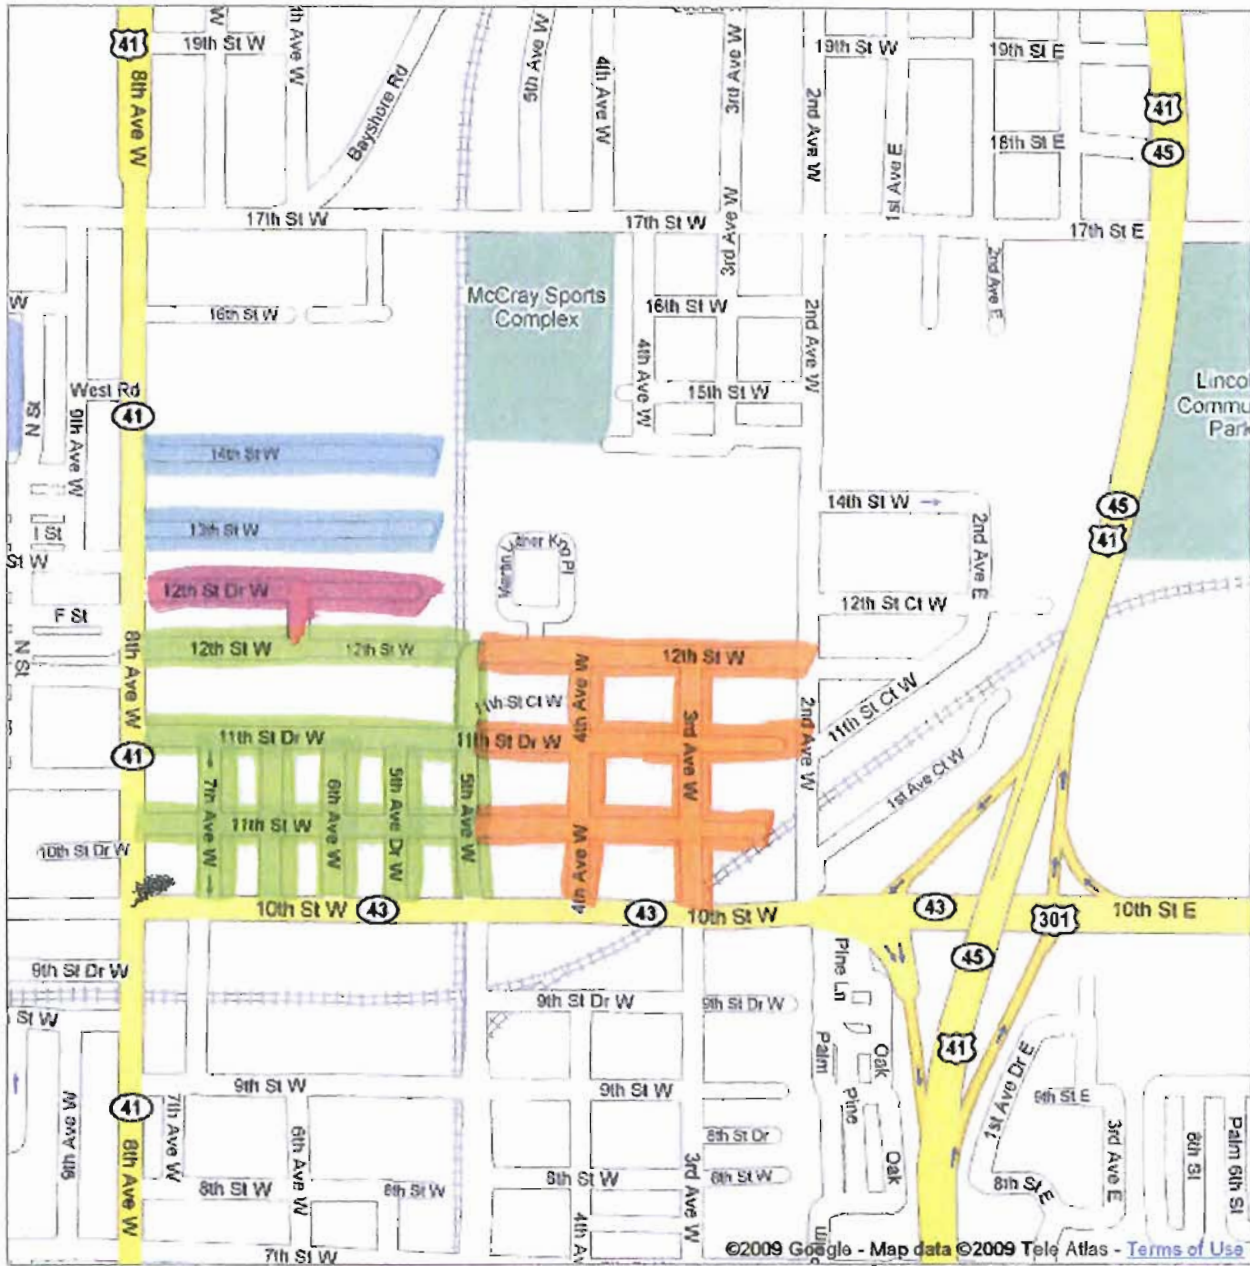 41
19th St W
8th Ave W
Bayshore Rd
5th Ave W
4th Ave W
3rd Ave W
2nd Ave W
19th St W
19th St E
41
18th St E
45
1st Ave E
17th St W
17th St W
3rd Ave W
17th St E
McCray Sports
Complex
16th St W
16th St W
2nd Ave W
2nd Ave E
4th Ave W
15th St W
West Rd
41
N St
9th Ave W
Lincol
Commu
Park
14th St W
14th St W
45
41
13th St W
I St
St W
2nd Ave E
12th St Dr W
12th St Ct W
F St
N St
8th Ave W
12th St W
12th St W
12th St W
4th Ave W
11th St Ct W
3rd Ave W
2nd Ave W
11th St Ct W
11th St Dr W
11th St Dr W
41
7th Ave W
6th Ave W
5th Ave Dr W
5th Ave W
1st Ave Ct W
11th St W
10th St Dr W
4th Ave W
10th St W
43
43
10th St W
43
301
10th St E
45
9th St Dr W
St W
9th St Dr W
9th St Dr W
Pine Ln
Palm
Oak
Pine
Oak
41
1st Ave Dr E
9th St W
9th St W
9th St E
41
7th Ave W
6th Ave W
8th St Dr
3rd Ave W
8th St W
8th St W
8th St W
8th St W
8th St E
3rd Ave E
6th St
Palm 6th St
8th Ave W
7th St W
4th Av
©2009 Google - Map data ©2009 Tele Atlas - Terms of Use